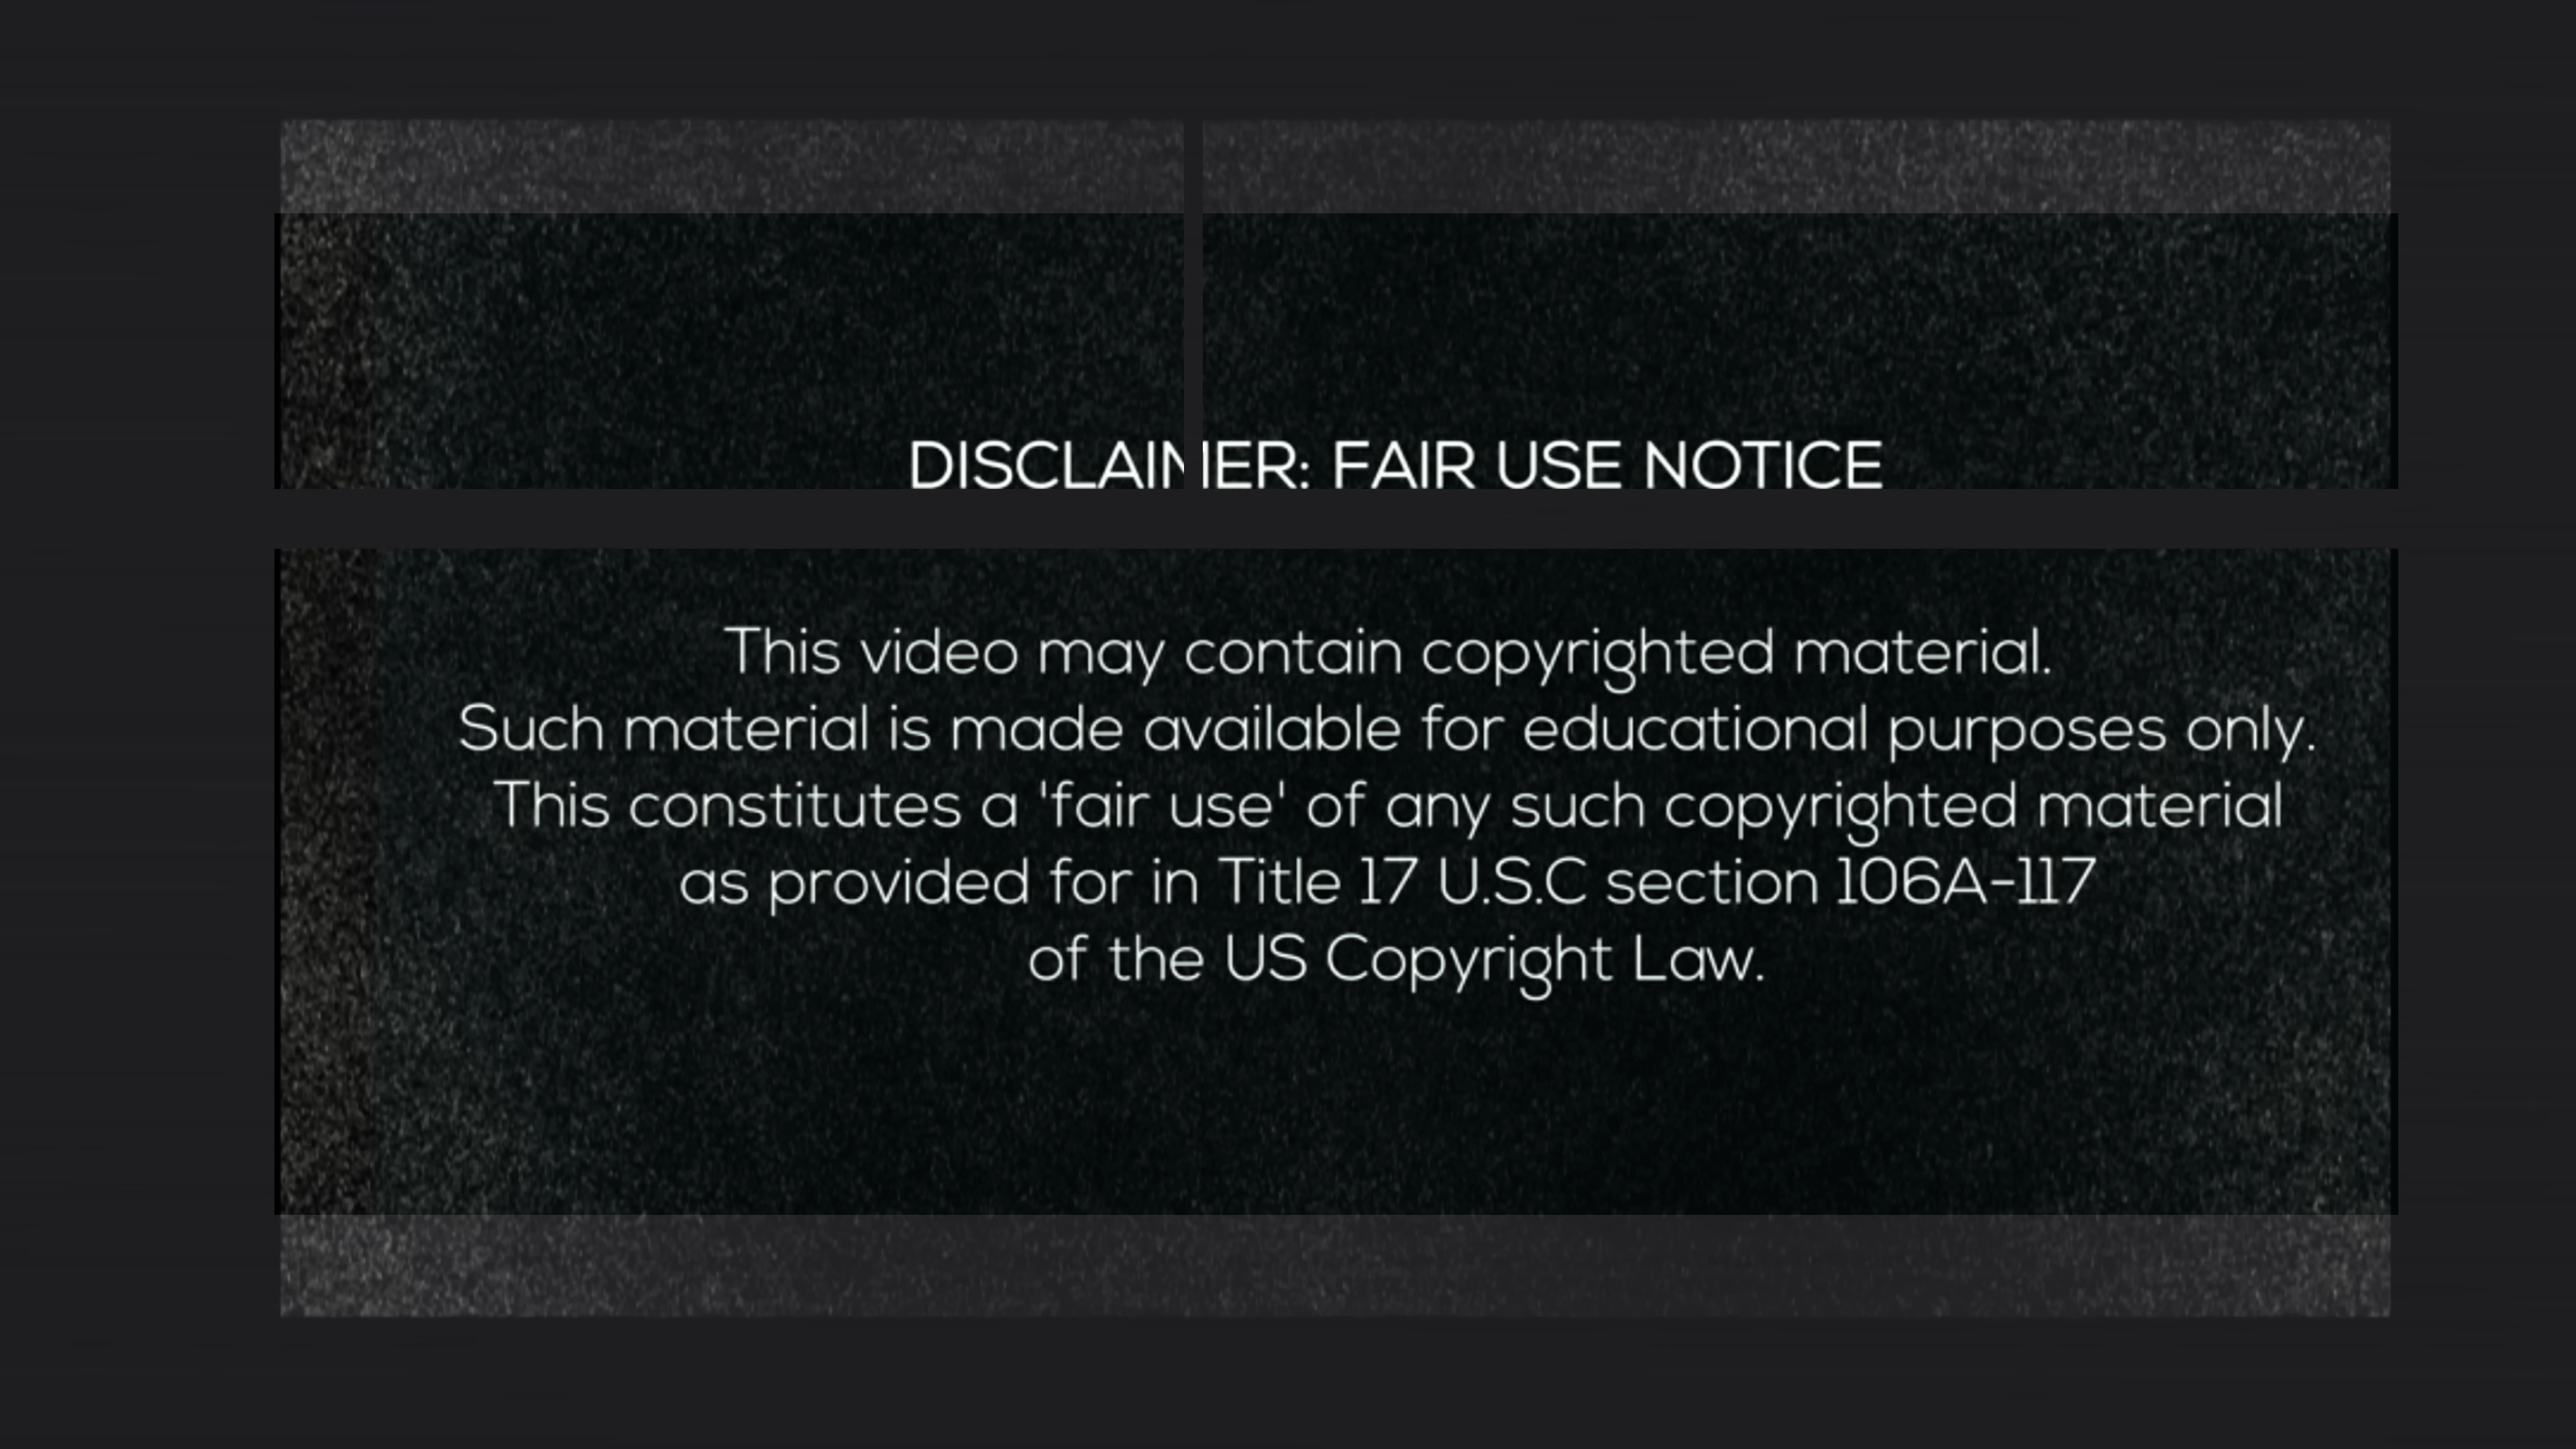 DISCLAIMER: FAIR USE NOTICE
This video may contain copyrighted material.
Such material is made available for educational purposes only.
This constitutes a 'fair use' of any such copyrighted material
as provided for in Title 17 U.S.C section 106A-117
of the US Copyright Law.